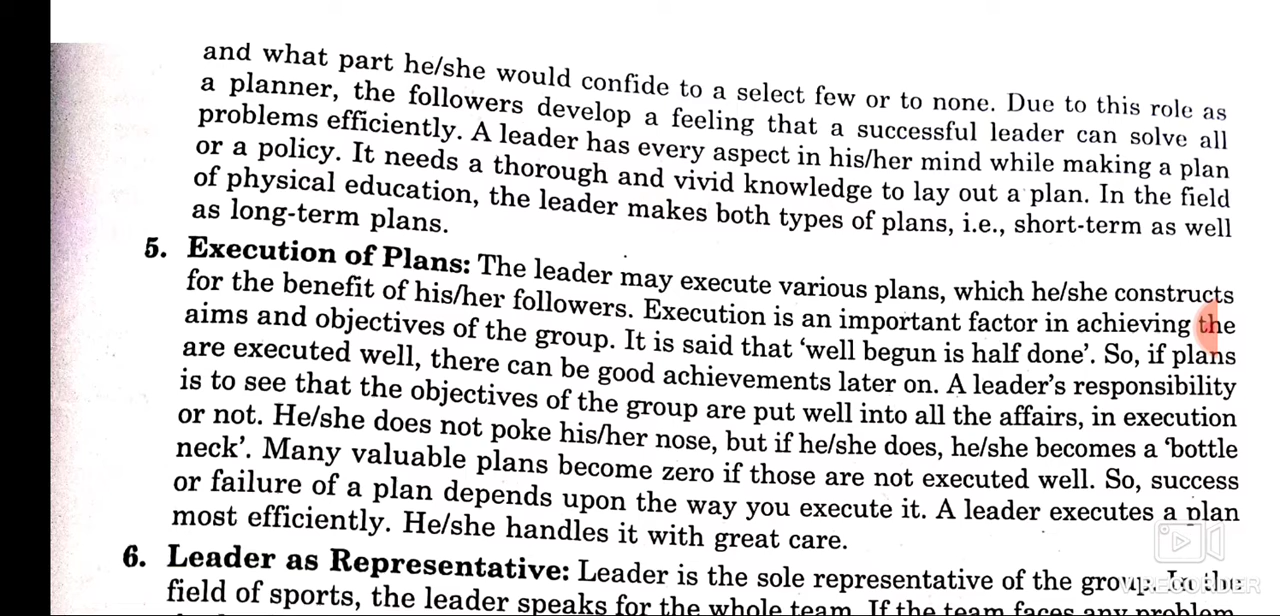 and what part he/she would confide to a select few or to none. Due to this role as
a planner, the followers develop a feeling that a successful leader can solve all
problems efficiently. A leader has every aspect in his/her mind while making a plan
or a policy. It needs a thorough and vivid knowledge to lay out a plan. In the field
of physical education, the leader makes both types of plans, i.e., short-term as well
as long-term plans.
5. Execution of Plans: The leader may execute various plans, which he/she constructs
for the benefit of his/her followers. Execution is an important factor in achieving the
aims and objectives of the group. It is said that ‘well begun is half done’. So, if plans
are executed well, there can be good achievements later on. A leader’s responsibility
is to see that the objectives of the group are put well into all the affairs, in execution
or not. He/she does not poke his/her nose, but if he/she does, he/she becomes a ‘bottle
neck’. Many valuable plans become zero if those are not executed well. So, success
or failure of a plan depends upon the way you execute it. A leader executes a plan
most efficiently. He/she handles it with great care.
6. Leader as Representative: Leader is the sole representative of the group. In the
field of sports, the leader speaks for the whole team. If the team faces any problem
VRECORDER